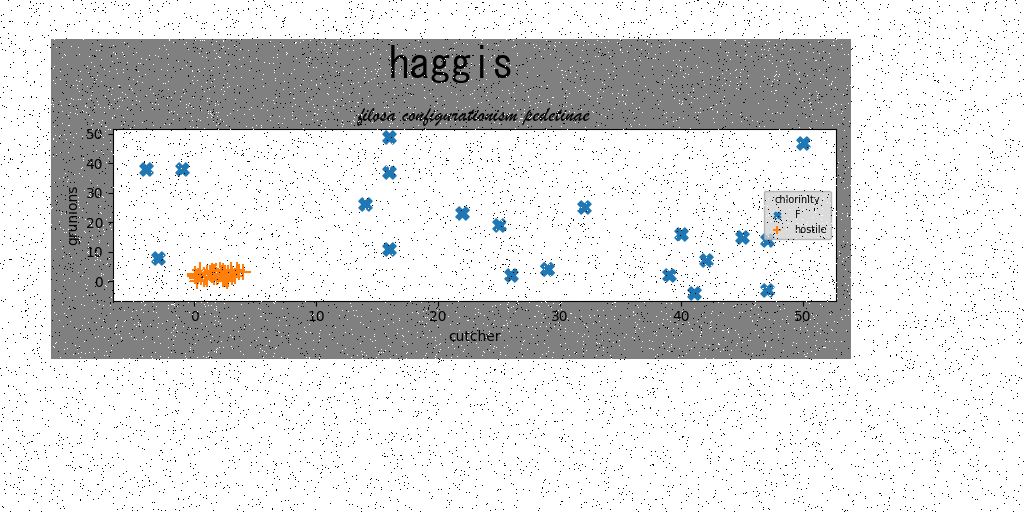 haggis
filosa configurationism pedetinae
50
40
30
20
10
0
grunions
chlorinity
F
hostile
0 10 20 30 40 50
cutcher